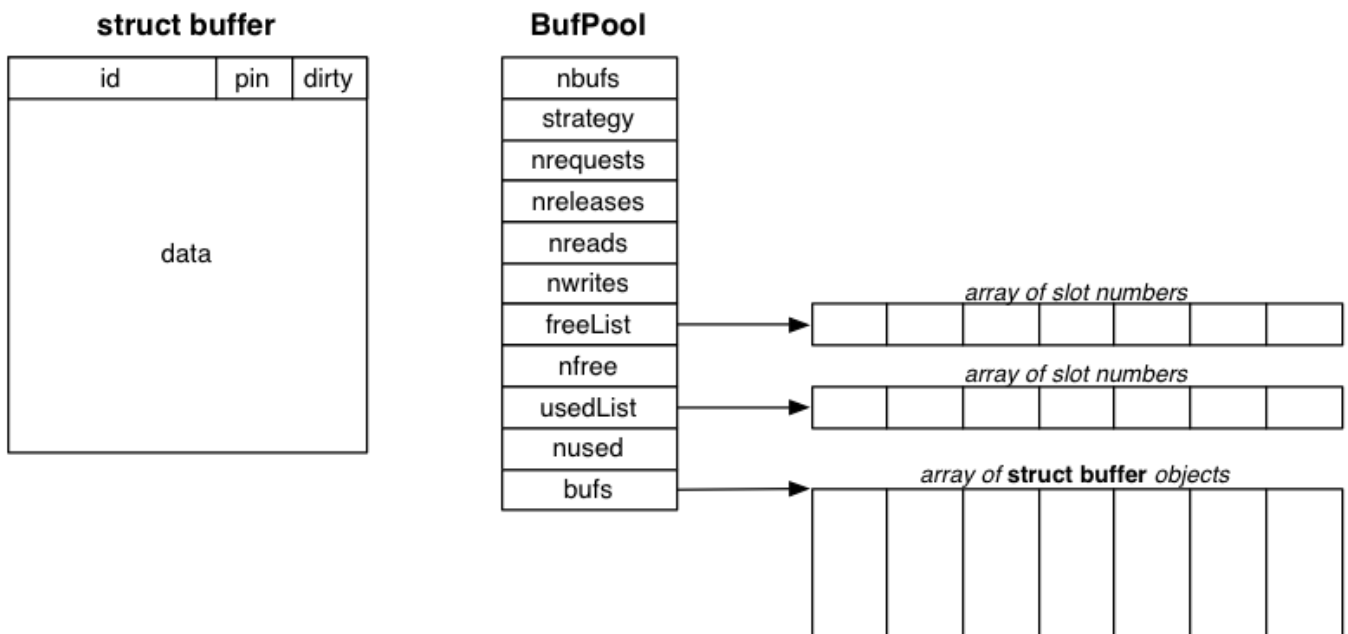 struct buffer
id pin dirty
data
BufPool
nbufs
strategy
nrequests
nreleases
nreads
nwrites
freeList
nfree
usedList
nused
bufs
array of slot numbers
array of slot numbers
array of struct buffer objects